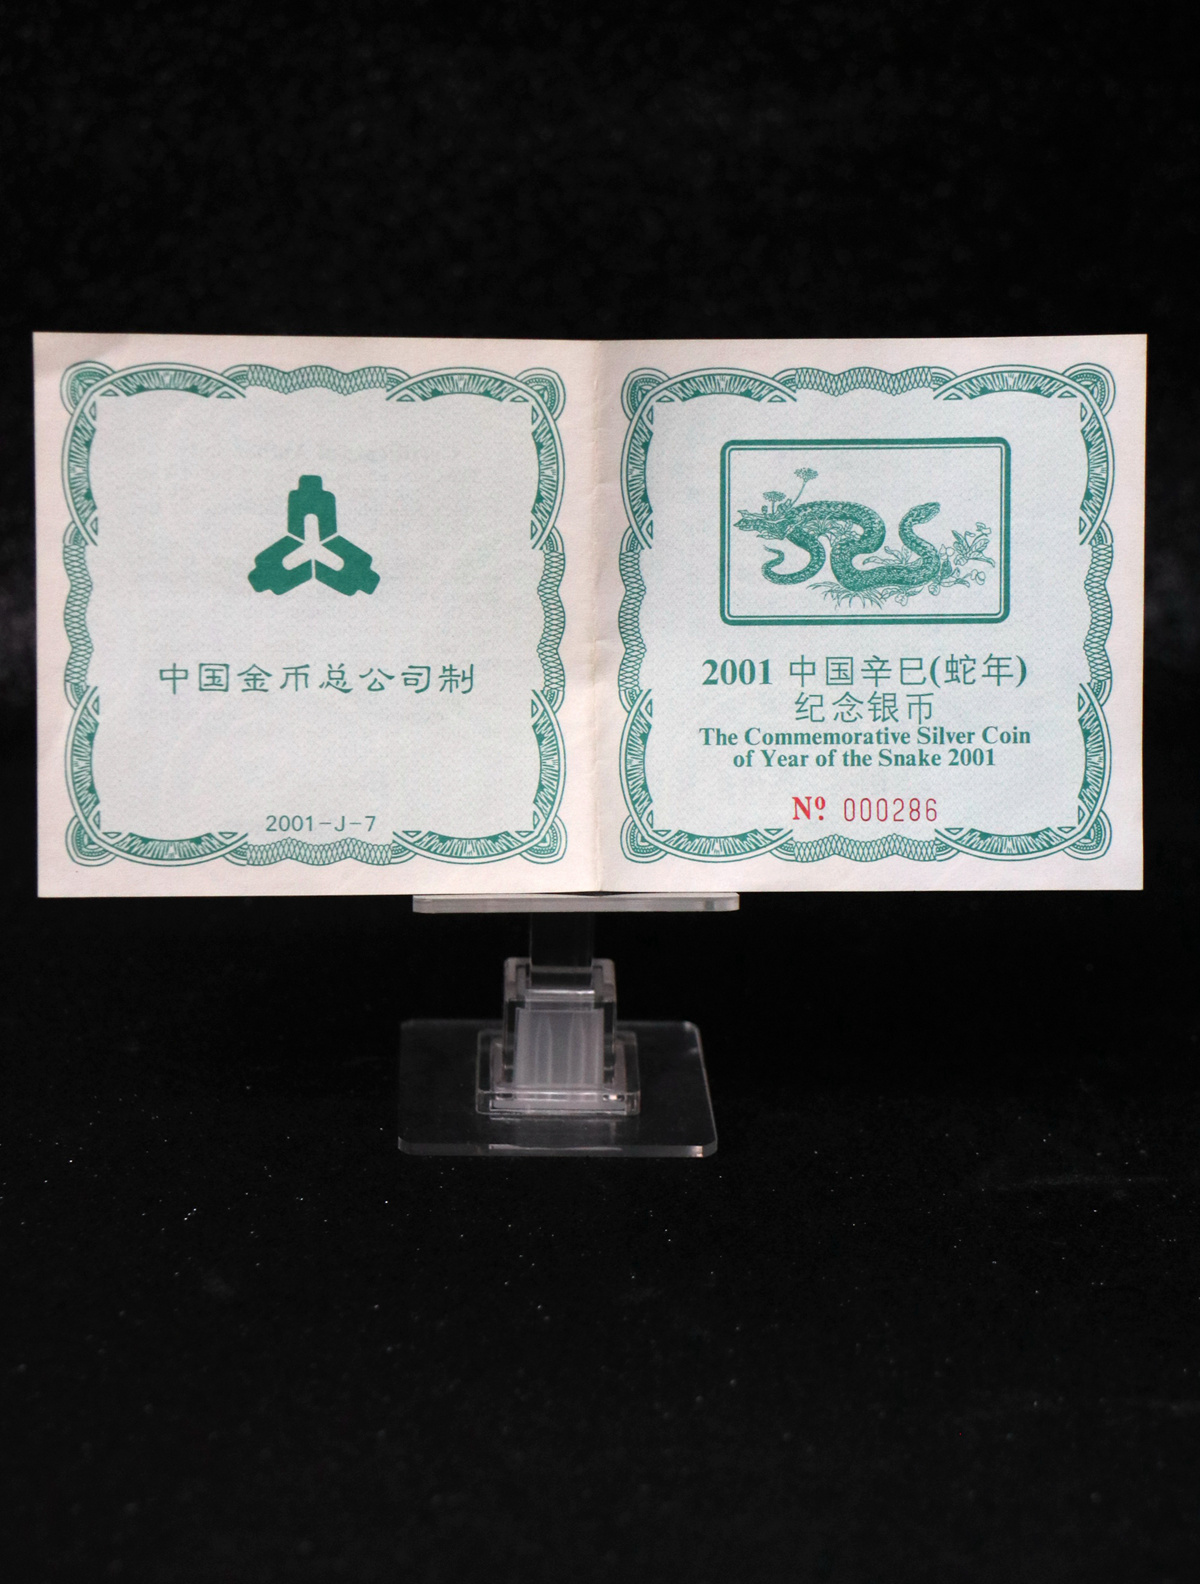 中国金币总公司制
2001-J-7
2001 中国辛巳(蛇年)
纪念银币
The Commemorative Silver Coin
of Year of the Snake 2001
Nº 000286